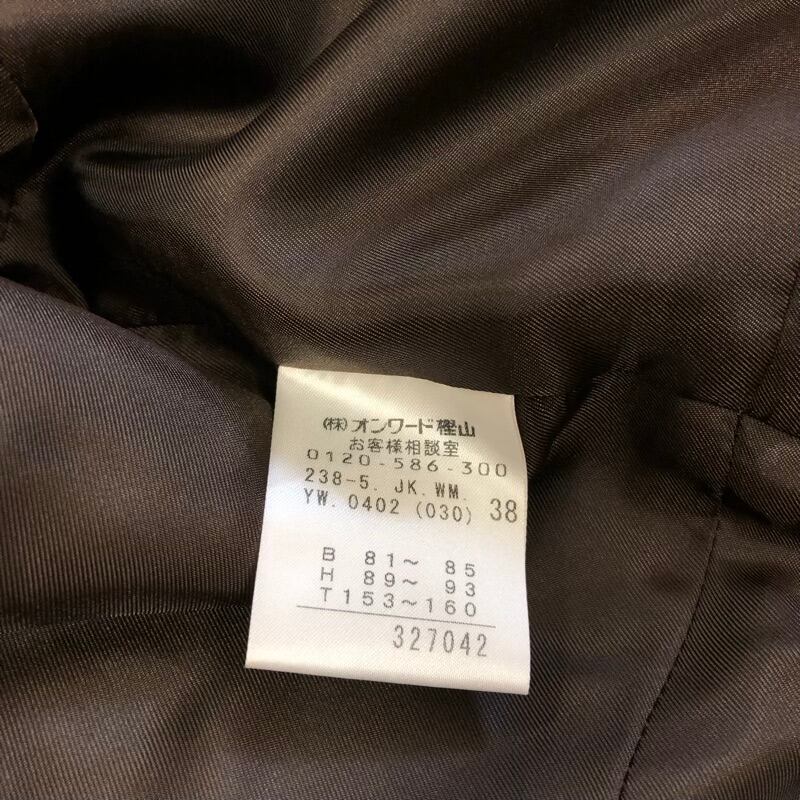 (株)オンワード樫山
お客様相談室
0120-586-300
238-5. JK. WM.
YW. 0402 (030) 38
B 81〜 85
H 89〜 93
T153〜160
327042